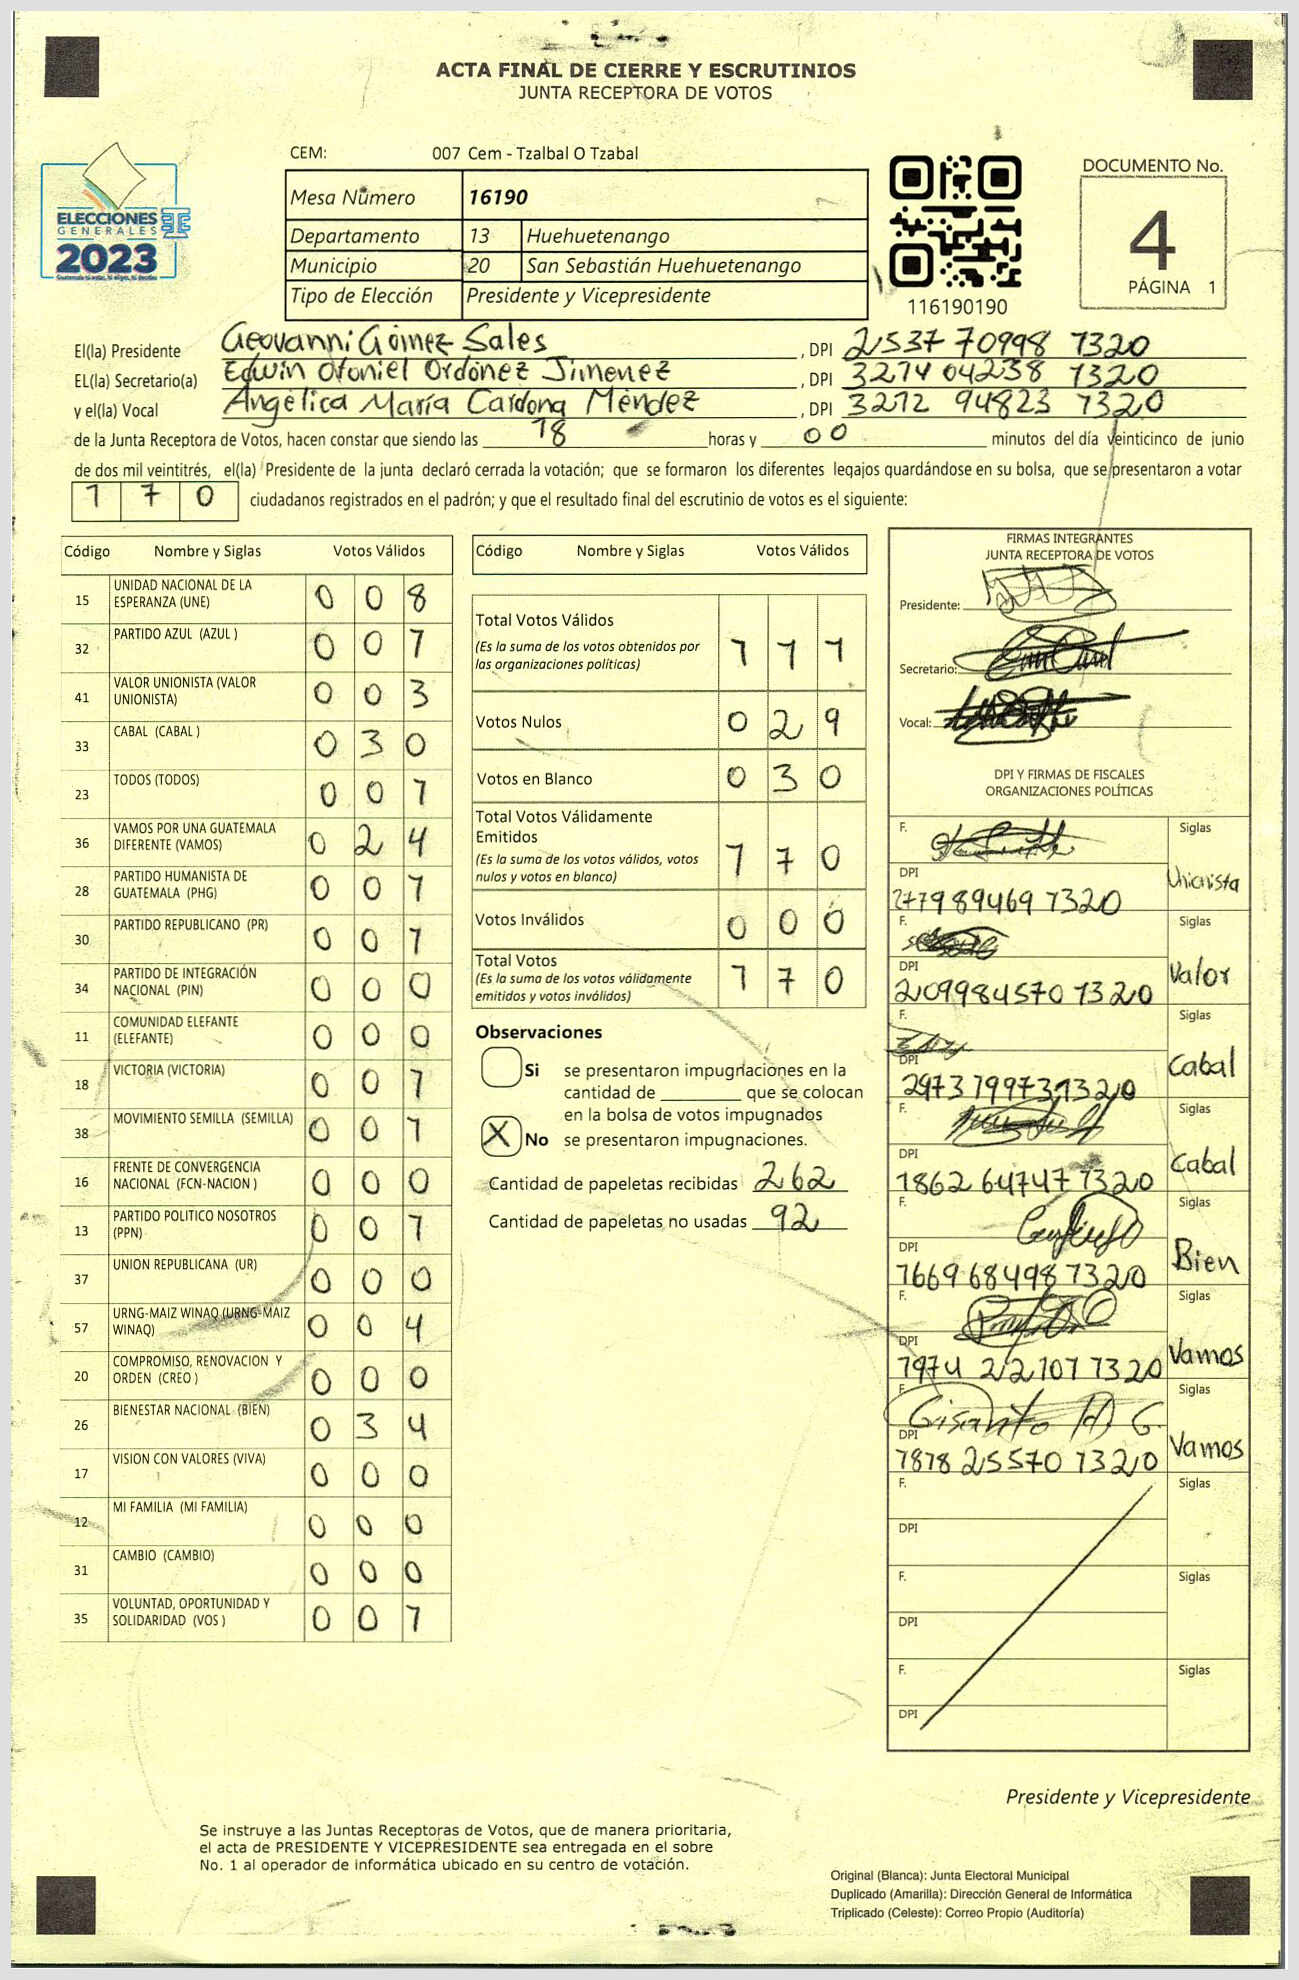 ACTA FINAL DE CIERRE Y ESCRUTINIOS
JUNTA RECEPTORA DE VOTOS
CEM: 007 Cem - Tzalbal O Tzabal
ELECCIONES
GENERALES
2023
Mesa Número 16190
Departamento 13 Huehuetenango
Municipio 20 San Sebastián Huehuetenango
Tipo de Elección Presidente y Vicepresidente
116190190
DOCUMENTO No.
4
PÁGINA 1
El(la) Presidente Geovanni Gómez Sales , DPI 2537 70998 1320
EL(la) Secretario(a) Edwin Otoniel Ordónez Jimenez , DPI 3214 04238 1320
y el(la) Vocal Angélica María Cardona Méndez , DPI 3212 94823 1320
de la Junta Receptora de Votos, hacen constar que siendo las 18 horas y 00 minutos del día veinticinco de junio
de dos mil veintitrés, el(la) Presidente de la junta declaró cerrada la votación; que se formaron los diferentes legajos quardándose en su bolsa, que se presentaron a votar
1 7 0 ciudadanos registrados en el padrón; y que el resultado final del escrutinio de votos es el siguiente:
Código Nombre y Siglas Votos Válidos
15 UNIDAD NACIONAL DE LA ESPERANZA (UNE) 0 0 8
32 PARTIDO AZUL (AZUL ) 0 0 1
41 VALOR UNIONISTA (VALOR UNIONISTA) 0 0 3
33 CABAL (CABAL ) 0 3 0
23 TODOS (TODOS) 0 0 1
36 VAMOS POR UNA GUATEMALA DIFERENTE (VAMOS) 0 2 4
28 PARTIDO HUMANISTA DE GUATEMALA (PHG) 0 0 1
30 PARTIDO REPUBLICANO (PR) 0 0 1
34 PARTIDO DE INTEGRACIÓN NACIONAL (PIN) 0 0 0
11 COMUNIDAD ELEFANTE (ELEFANTE) 0 0 0
18 VICTORIA (VICTORIA) 0 0 1
38 MOVIMIENTO SEMILLA (SEMILLA) 0 0 1
16 FRENTE DE CONVERGENCIA NACIONAL (FCN-NACION ) 0 0 0
13 PARTIDO POLITICO NOSOTROS (PPN) 0 0 1
37 UNION REPUBLICANA (UR) 0 0 0
57 URNG-MAIZ WINAQ (URNG-MAIZ WINAQ) 0 0 4
20 COMPROMISO, RENOVACION Y ORDEN (CREO ) 0 0 0
26 BIENESTAR NACIONAL (BIEN) 0 3 4
17 VISION CON VALORES (VIVA) 0 0 0
12 MI FAMILIA (MI FAMILIA) 0 0 0
31 CAMBIO (CAMBIO) 0 0 0
35 VOLUNTAD, OPORTUNIDAD Y SOLIDARIDAD (VOS ) 0 0 1
Código Nombre y Siglas Votos Válidos
Total Votos Válidos
(Es la suma de los votos obtenidos por
las organizaciones políticas) 1 1 1
Votos Nulos 0 2 9
Votos en Blanco 0 3 0
Total Votos Válidamente
Emitidos
(Es la suma de los votos válidos, votos
nulos y votos en blanco) 1 7 0
Votos Inválidos 0 0 0
Total Votos
(Es la suma de los votos válidamente
emitidos y votos inválidos) 1 7 0
Observaciones
Si se presentaron impugnaciones en la
cantidad de ________ que se colocan
en la bolsa de votos impugnados
X No se presentaron impugnaciones.
Cantidad de papeletas recibidas 262
Cantidad de papeletas no usadas 92
FIRMAS INTEGRANTES
JUNTA RECEPTORA DE VOTOS
Presidente:
Secretario:
Vocal:
DPI Y FIRMAS DE FISCALES
ORGANIZACIONES POLÍTICAS
F. Siglas
DPI 89469 1320 Unionista
F. Siglas
DPI 2099 84570 1320 Valor
F. Siglas
DPI 2973 79973 1320 Cabal
F. Siglas
DPI 1862 64747 1320 Cabal
F. Siglas
DPI 1669 68498 1320 Bien
F. Siglas
DPI 1974 22107 1320 Vamos
F. Siglas
DPI 1878 25570 1320 Vamos
F. Siglas
DPI
F. Siglas
DPI
F. Siglas
DPI
Presidente y Vicepresidente
Se instruye a las Juntas Receptoras de Votos, que de manera prioritaria,
el acta de PRESIDENTE Y VICEPRESIDENTE sea entregada en el sobre
No. 1 al operador de informática ubicado en su centro de votación.
Original (Blanca): Junta Electoral Municipal
Duplicado (Amarilla): Dirección General de Informática
Triplicado (Celeste): Correo Propio (Auditoría)